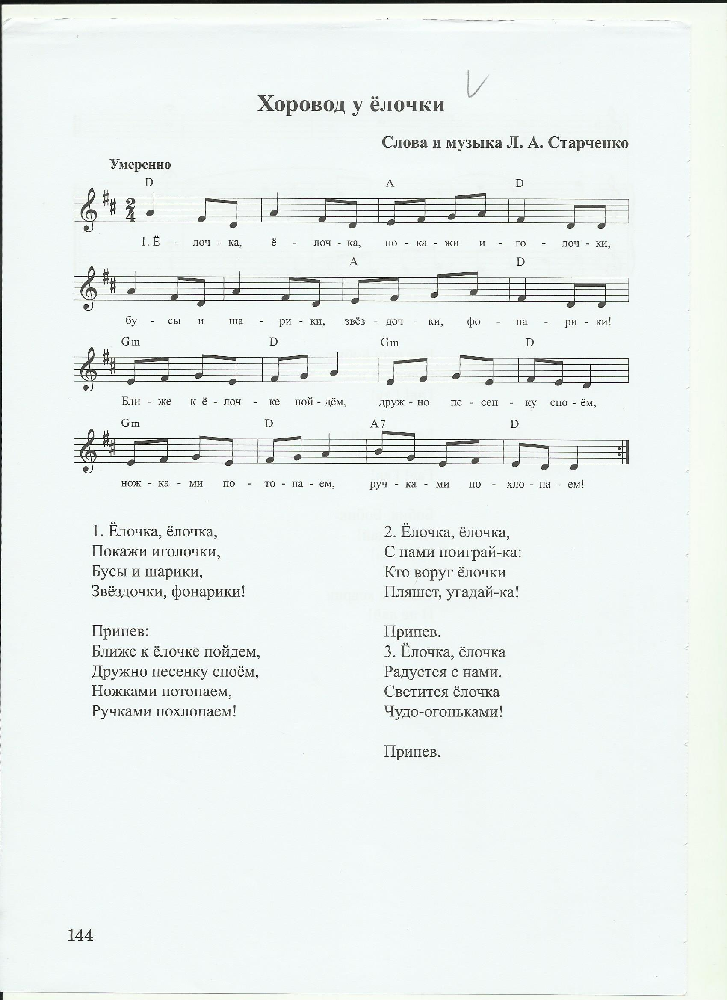 Хоровод у ёлочки
Слова и музыка Л. А. Старченко
Умеренно
D A D
2
4
1. Ё - лоч - ка, ё - лоч - ка, по - ка - жи и - го - лоч - ки,
A D
бу - сы и ша - ри - ки, звёз - доч - ки, фо - на - ри - ки!
Gm D Gm D
Бли - же к ё - лоч - ке пой - дём, друж - но пе - сен - ку спо - ём,
Gm D A7 D
нож - ка - ми по - то - па - ем, руч - ка - ми по - хло - па - ем!
1. Ёлочка, ёлочка,
Покажи иголочки,
Бусы и шарики,
Звёздочки, фонарики!
Припев:
Ближе к ёлочке пойдем,
Дружно песенку споём,
Ножками потопаем,
Ручками похлопаем!
2. Ёлочка, ёлочка,
С нами поиграй-ка:
Кто воруг ёлочки
Пляшет, угадай-ка!
Припев.
3. Ёлочка, ёлочка
Радуется с нами.
Светится ёлочка
Чудо-огоньками!
Припев.
144